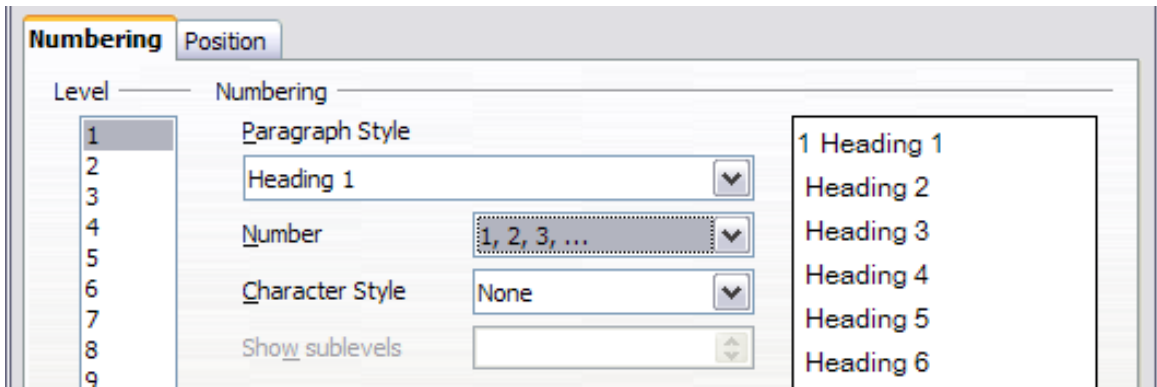 Numbering Position
Level Numbering
1
2
3
4
5
6
7
8
9
Paragraph Style
Heading 1
Number 1, 2, 3, ...
Character Style None
Show sublevels
1 Heading 1
Heading 2
Heading 3
Heading 4
Heading 5
Heading 6